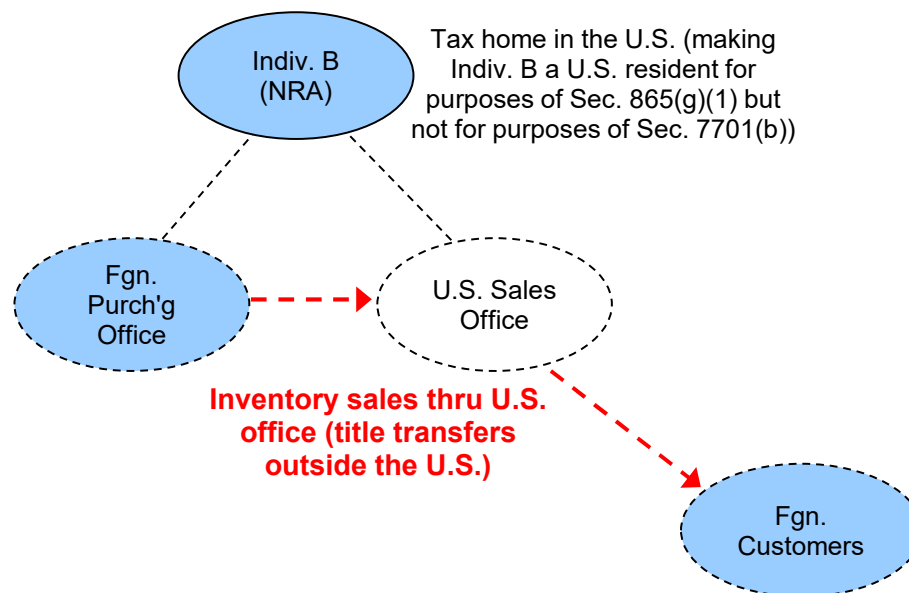 Indiv. B
(NRA)
Tax home in the U.S. (making
Indiv. B a U.S. resident for
purposes of Sec. 865(g)(1) but
not for purposes of Sec. 7701(b))
Fgn.
Purch'g
Office
U.S. Sales
Office
Inventory sales thru U.S.
office (title transfers
outside the U.S.)
Fgn.
Customers